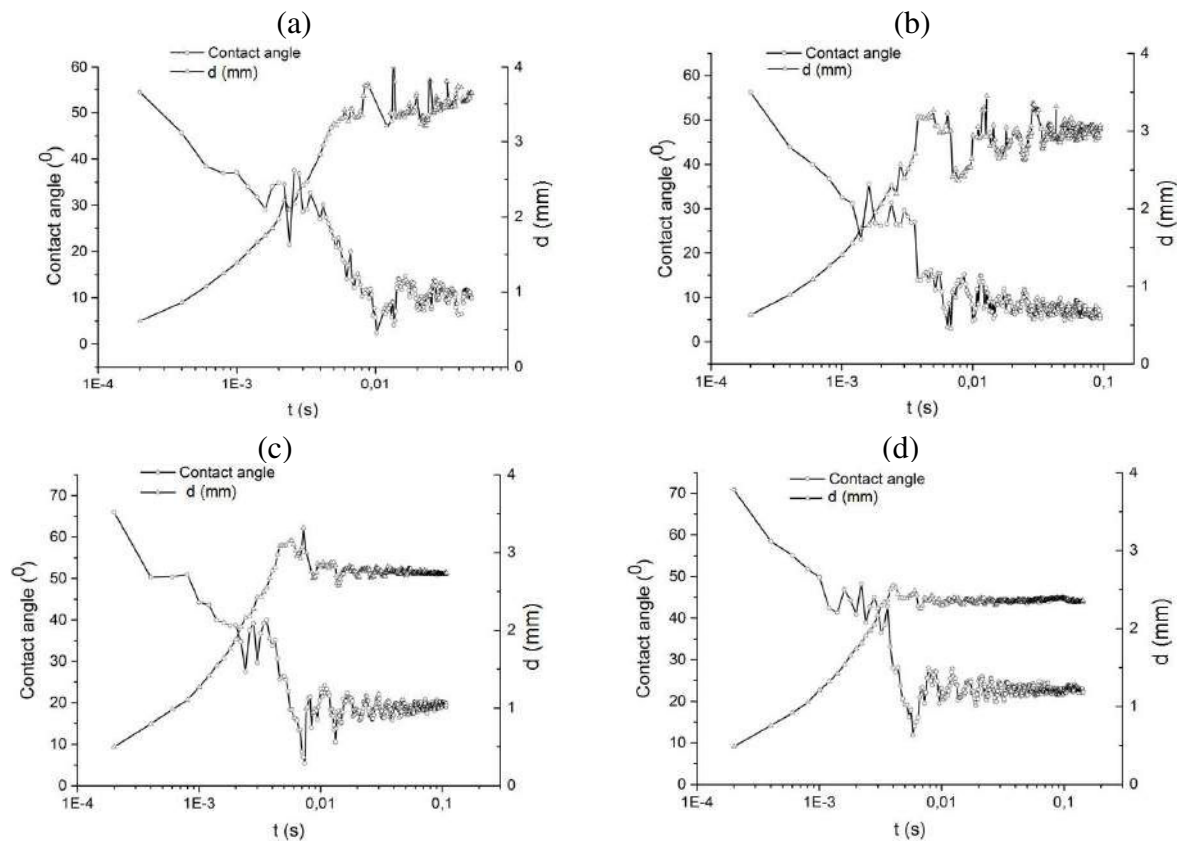 (a)
Contact angle
d (mm)
60
50
40
30
20
10
0
Contact angle (⁰)
4
3
2
1
0
d (mm)
1E-4
1E-3
0,01
t (s)
(b)
Contact angle
d (mm)
60
50
40
30
20
10
0
Contact angle (⁰)
4
3
2
1
0
d (mm)
1E-4
1E-3
0,01
0,1
t (s)
(c)
Contact angle
d (mm)
70
60
50
40
30
20
10
0
Contact angle (⁰)
4
3
2
1
0
d (mm)
1E-4
1E-3
0,01
0,1
t (s)
(d)
Contact angle
d (mm)
70
60
50
40
30
20
10
0
Contact angle (⁰)
4
3
2
1
0
d (mm)
1E-4
1E-3
0,01
0,1
t (s)